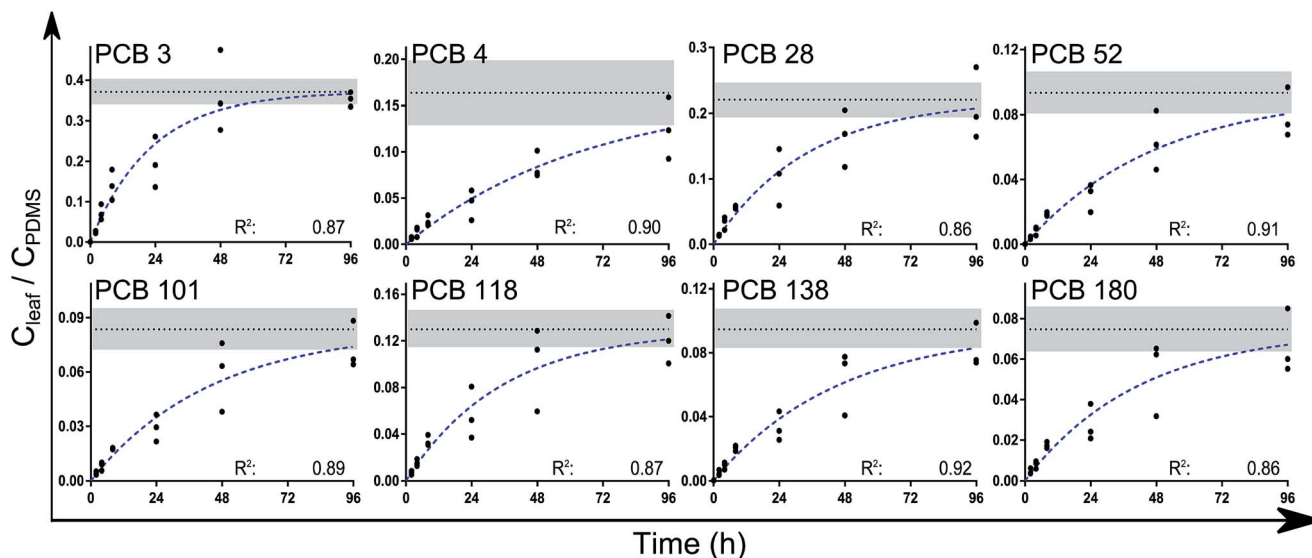 PCB 3
0.4
0.3
0.2
0.1
0.0
R²: 0.87
0 24 48 72 96
PCB 4
0.20
0.15
0.10
0.05
0.00
R²: 0.90
0 24 48 72 96
PCB 28
0.3
0.2
0.1
0.0
R²: 0.86
0 24 48 72 96
PCB 52
0.12
0.08
0.04
0.00
R²: 0.91
0 24 48 72 96
C_leaf / C_PDMS
PCB 101
0.09
0.06
0.03
0.00
R²: 0.89
0 24 48 72 96
PCB 118
0.16
0.12
0.08
0.04
0.00
R²: 0.87
0 24 48 72 96
PCB 138
0.12
0.08
0.04
0.00
R²: 0.92
0 24 48 72 96
PCB 180
0.08
0.06
0.04
0.02
0.00
R²: 0.86
0 24 48 72 96
Time (h)